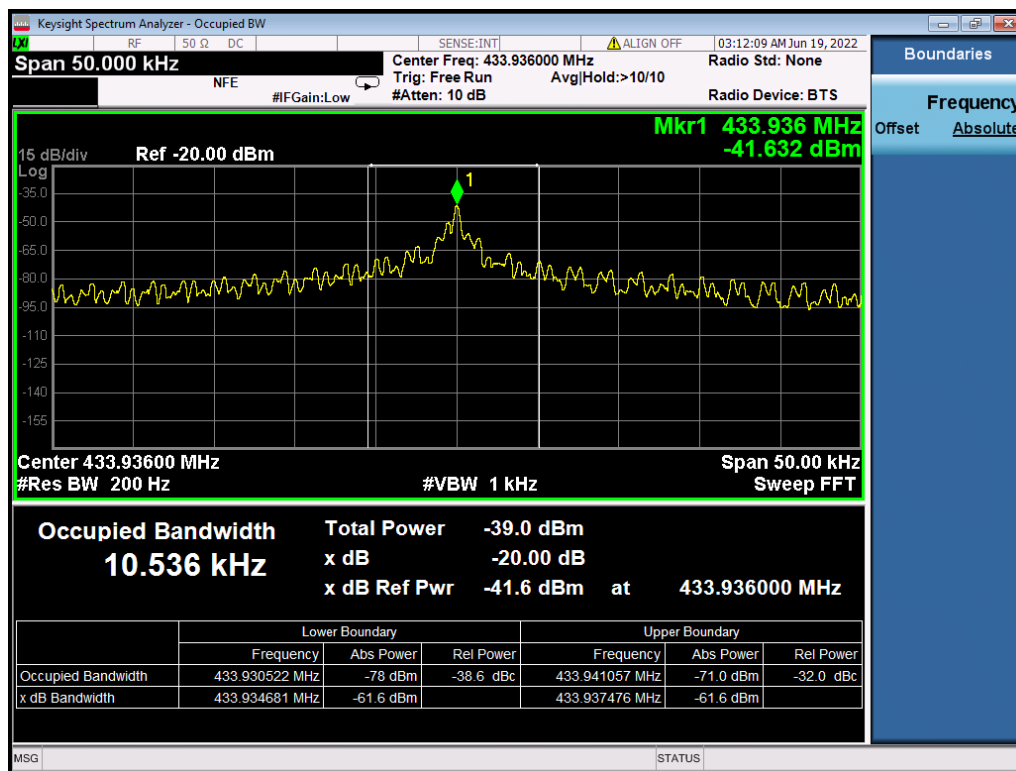 Keysight Spectrum Analyzer - Occupied BW
LXI RF 50 Ω DC SENSE:INT ALIGN OFF 03:12:09 AM Jun 19, 2022
Span 50.000 kHz Center Freq: 433.936000 MHz Radio Std: None
NFE Trig: Free Run Avg|Hold:>10/10
#IFGain:Low #Atten: 10 dB Radio Device: BTS
Boundaries
Frequency
Offset Absolute
Mkr1 433.936 MHz
15 dB/div Ref -20.00 dBm -41.632 dBm
Log
1
-35.0
-50.0
-65.0
-80.0
-95.0
-110
-125
-140
-155
Center 433.93600 MHz Span 50.00 kHz
#Res BW 200 Hz #VBW 1 kHz Sweep FFT
Occupied Bandwidth Total Power -39.0 dBm
10.536 kHz x dB -20.00 dB
x dB Ref Pwr -41.6 dBm at 433.936000 MHz
Lower Boundary Upper Boundary
Frequency Abs Power Rel Power Frequency Abs Power Rel Power
Occupied Bandwidth 433.930522 MHz -78 dBm -38.6 dBc 433.941057 MHz -71.0 dBm -32.0 dBc
x dB Bandwidth 433.934681 MHz -61.6 dBm 433.937476 MHz -61.6 dBm
MSG STATUS